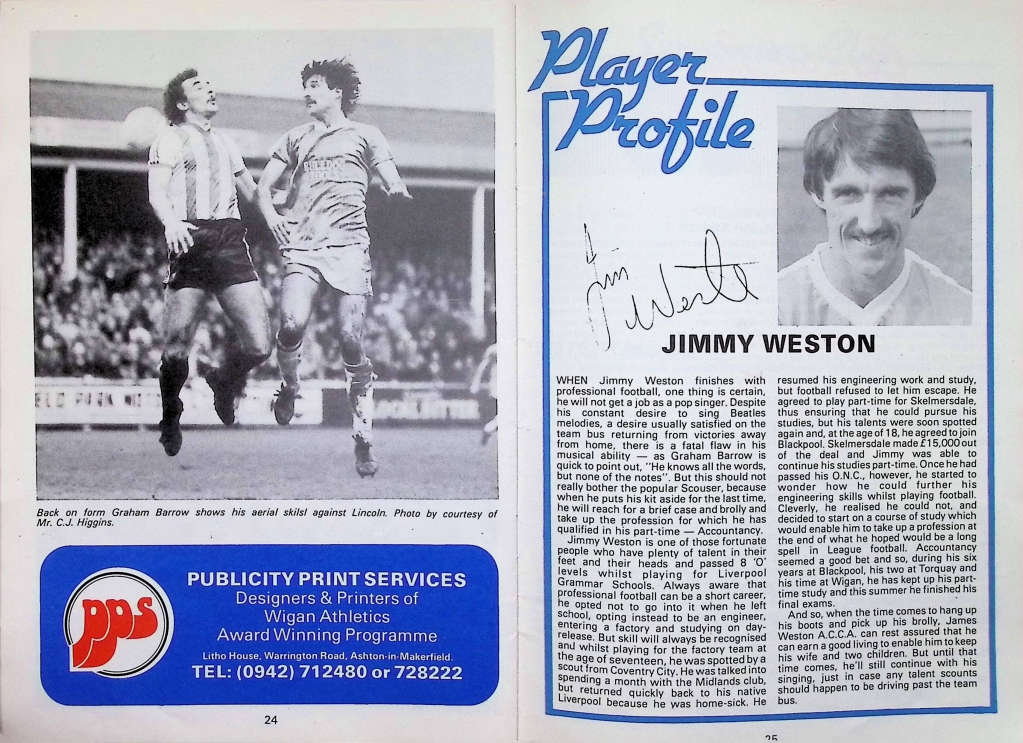 ELD PARK
Back on form Graham Barrow shows his aerial skilsl against Lincoln. Photo by courtesy of
Mr. C.J. Higgins.
pps
PUBLICITY PRINT SERVICES
Designers & Printers of
Wigan Athletics
Award Winning Programme
Litho House, Warrington Road, Ashton-in-Makerfield.
TEL: (0942) 712480 or 728222
24
Player
Profile
Jim Weston
JIMMY WESTON
WHEN Jimmy Weston finishes with
professional football, one thing is certain,
he will not get a job as a pop singer. Despite
his constant desire to sing Beatles
melodies, a desire usually satisfied on the
team bus returning from victories away
from home, there is a fatal flaw in his
musical ability — as Graham Barrow is
quick to point out, "He knows all the words,
but none of the notes". But this should not
really bother the popular Scouser, because
when he puts his kit aside for the last time,
he will reach for a brief case and brolly and
take up the profession for which he has
qualified in his part-time — Accountancy.
Jimmy Weston is one of those fortunate
people who have plenty of talent in their
feet and their heads and passed 8 'O'
levels whilst playing for Liverpool
Grammar Schools. Always aware that
professional football can be a short career,
he opted not to go into it when he left
school, opting instead to be an engineer,
entering a factory and studying on day-
release. But skill will always be recognised
and whilst playing for the factory team at
the age of seventeen, he was spotted by a
scout from Coventry City. He was talked into
spending a month with the Midlands club,
but returned quickly back to his native
Liverpool because he was home-sick. He
resumed his engineering work and study,
but football refused to let him escape. He
agreed to play part-time for Skelmersdale,
thus ensuring that he could pursue his
studies, but his talents were soon spotted
again and, at the age of 18, he agreed to join
Blackpool. Skelmersdale made £15,000 out
of the deal and Jimmy was able to
continue his studies part-time. Once he had
passed his O.N.C., however, he started to
wonder how he could further his
engineering skills whilst playing football.
Cleverly, he realised he could not, and
decided to start on a course of study which
would enable him to take up a profession at
the end of what he hoped would be a long
spell in League football. Accountancy
seemed a good bet and so, during his six
years at Blackpool, his two at Torquay and
his time at Wigan, he has kept up his part-
time study and this summer he finished his
final exams.
And so, when the time comes to hang up
his boots and pick up his brolly, James
Weston A.C.C.A. can rest assured that he
can earn a good living to enable him to keep
his wife and two children. But until that
time comes, he'll still continue with his
singing, just in case any talent scouts
should happen to be driving past the team
bus.
25